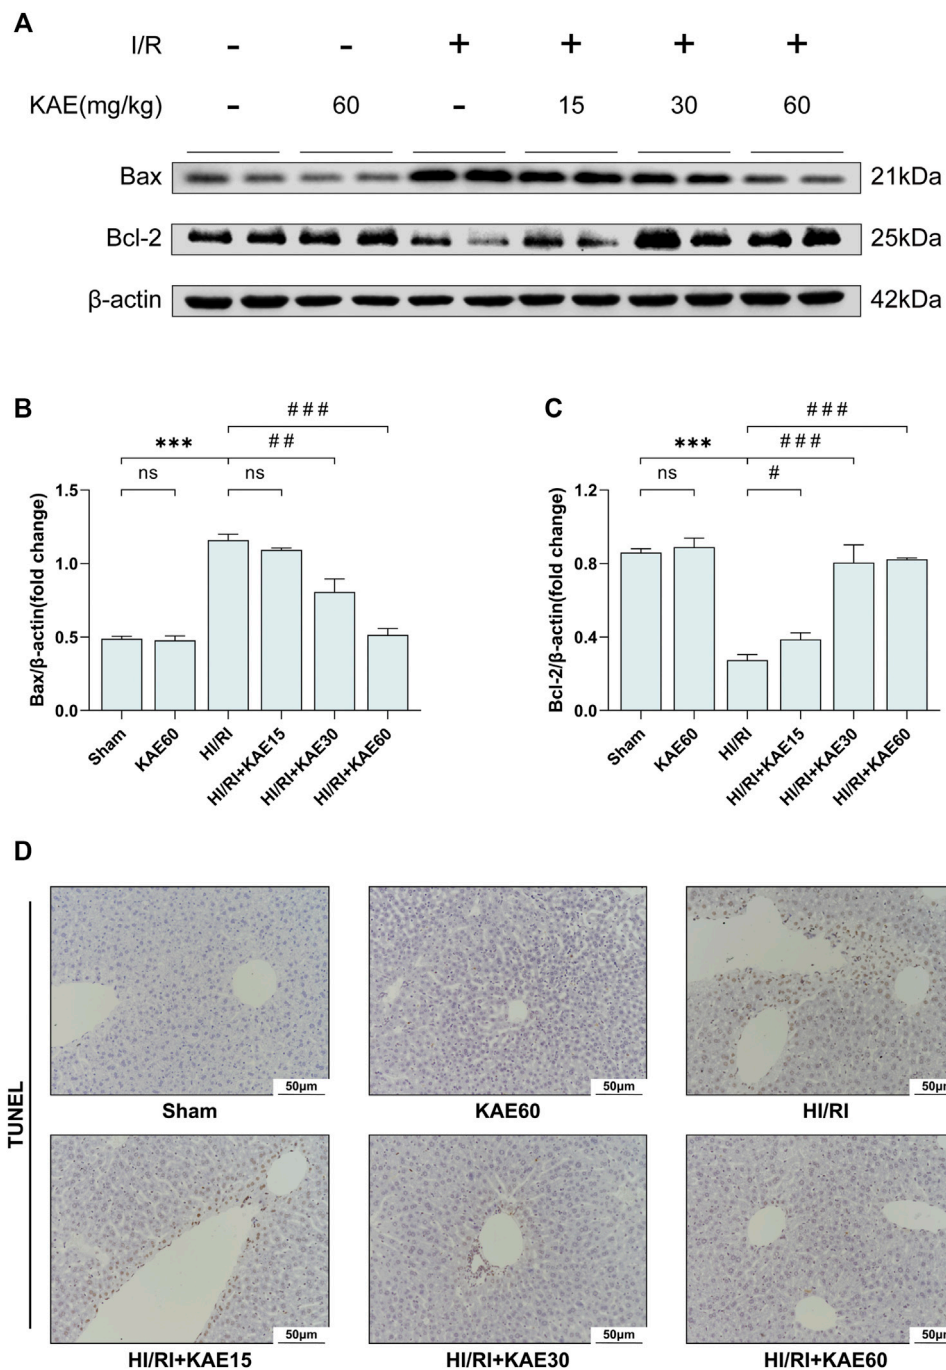 A
I/R - - + + + +
KAE(mg/kg) - 60 - 15 30 60
Bax 21kDa
Bcl-2 25kDa
β-actin 42kDa
B
###
*** ##
ns ns
Bax/β-actin(fold change)
1.5
1.0
0.5
0.0
Sham KAE60 HI/RI HI/RI+KAE15 HI/RI+KAE30 HI/RI+KAE60
C
###
*** ###
ns #
Bcl-2/β-actin(fold change)
1.2
0.8
0.4
0.0
Sham KAE60 HI/RI HI/RI+KAE15 HI/RI+KAE30 HI/RI+KAE60
D
TUNEL
50μm 50μm 50μm
Sham KAE60 HI/RI
50μm 50μm 50μm
HI/RI+KAE15 HI/RI+KAE30 HI/RI+KAE60